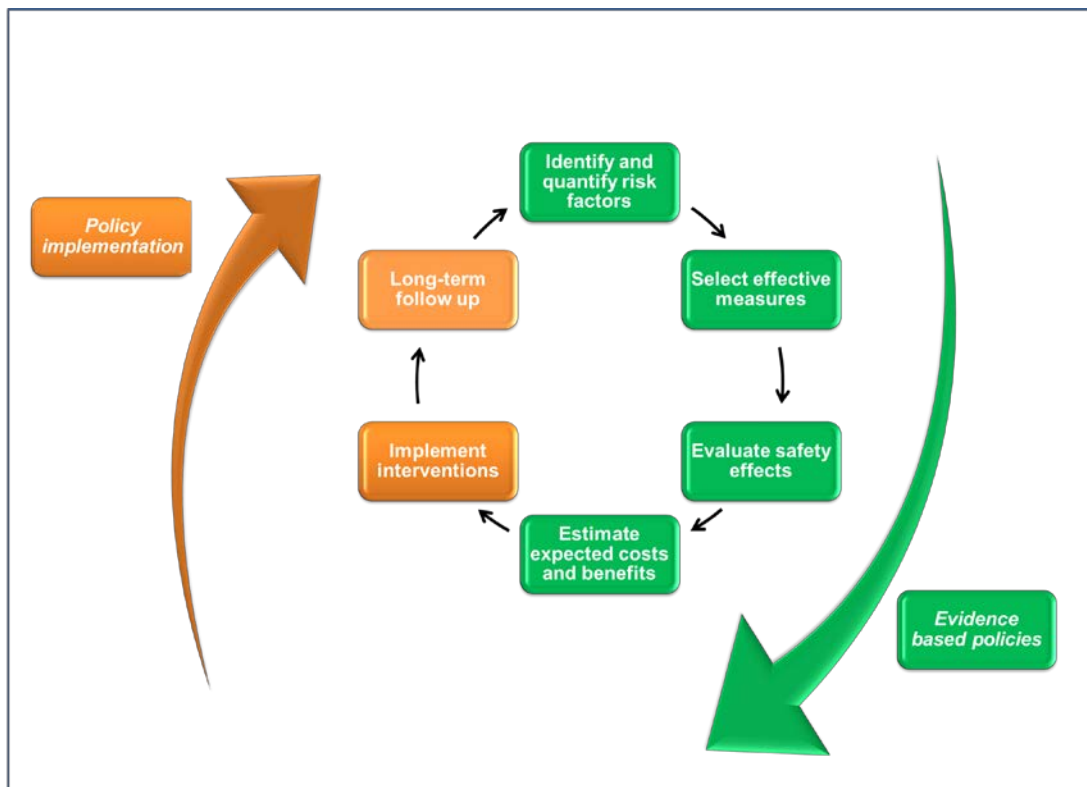 Identify and
quantify risk
factors
Policy
implementation
Long-term
follow up
Select effective
measures
Implement
interventions
Evaluate safety
effects
Estimate
expected costs
and benefits
Evidence
based policies